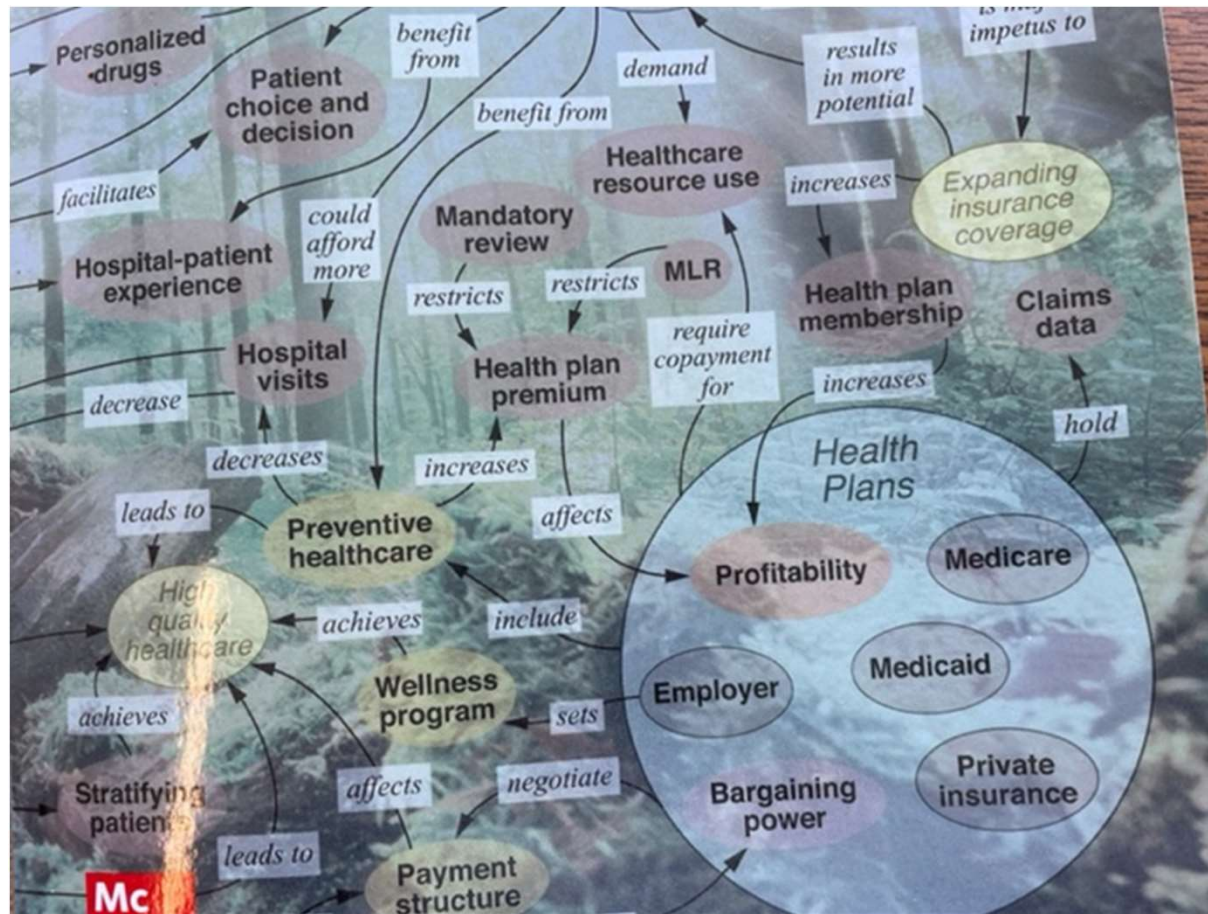 Personalized
drugs
Patient
choice and
decision
benefit
from
demand
results
in more
potential
impetus to
benefit from
facilitates
Healthcare
resource use
increases
Expanding
insurance
coverage
could
afford
more
Mandatory
review
Hospital-patient
experience
restricts
restricts
MLR
Health plan
membership
Claims
data
require
copayment
for
Hospital
visits
Health plan
premium
decrease
increases
hold
decreases
increases
Health
Plans
leads to
affects
Preventive
healthcare
Profitability
Medicare
High
quality
healthcare
achieves
include
Medicaid
Wellness
program
Employer
sets
achieves
Stratifying
patients
affects
negotiate
Bargaining
power
Private
insurance
leads to
Payment
structure
Mc